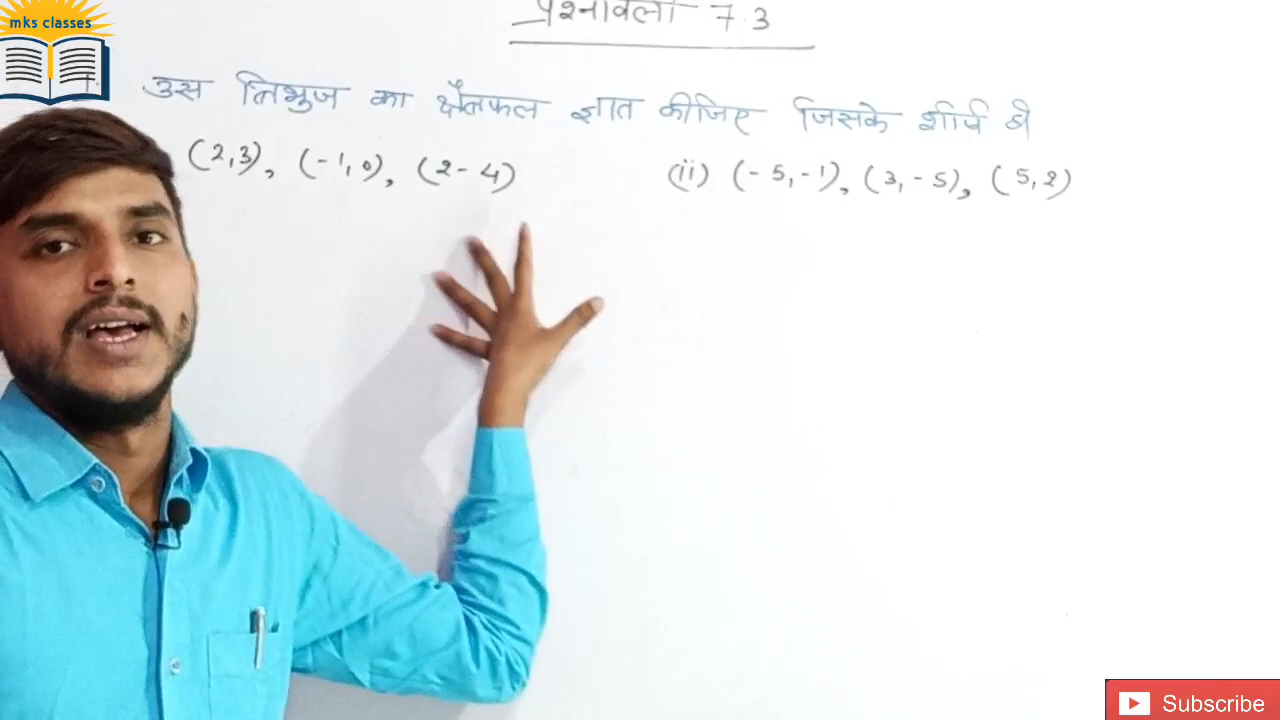 mks classes
प्रश्नावली 7.3
1. उस त्रिभुज का क्षेत्रफल ज्ञात कीजिए जिसके शीर्ष है
(2,3), (-1,0), (2-4) (ii) (-5,-1), (3,-5), (5,2)
Subscribe